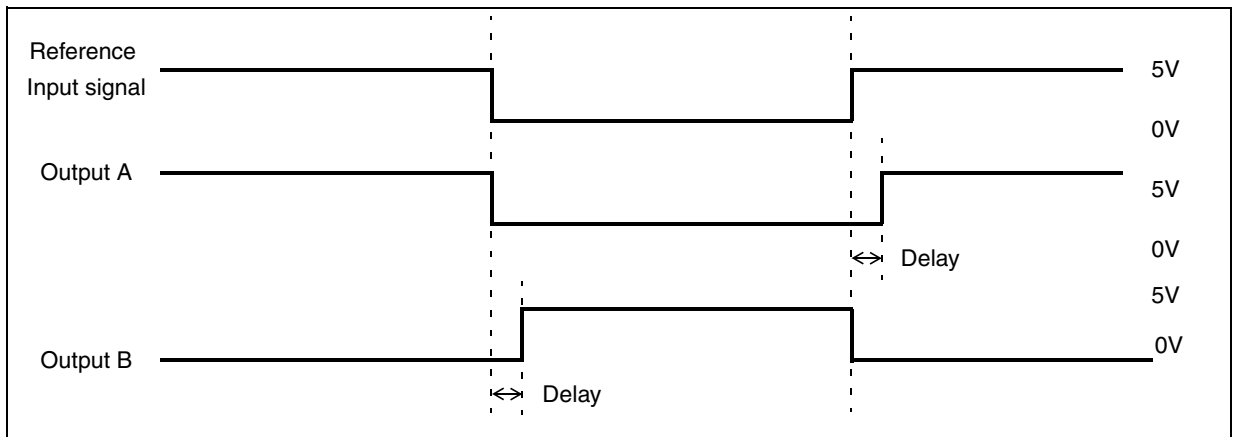 Reference
Input signal
5V
0V
Output A
5V
0V
Delay
5V
Output B
0V
Delay